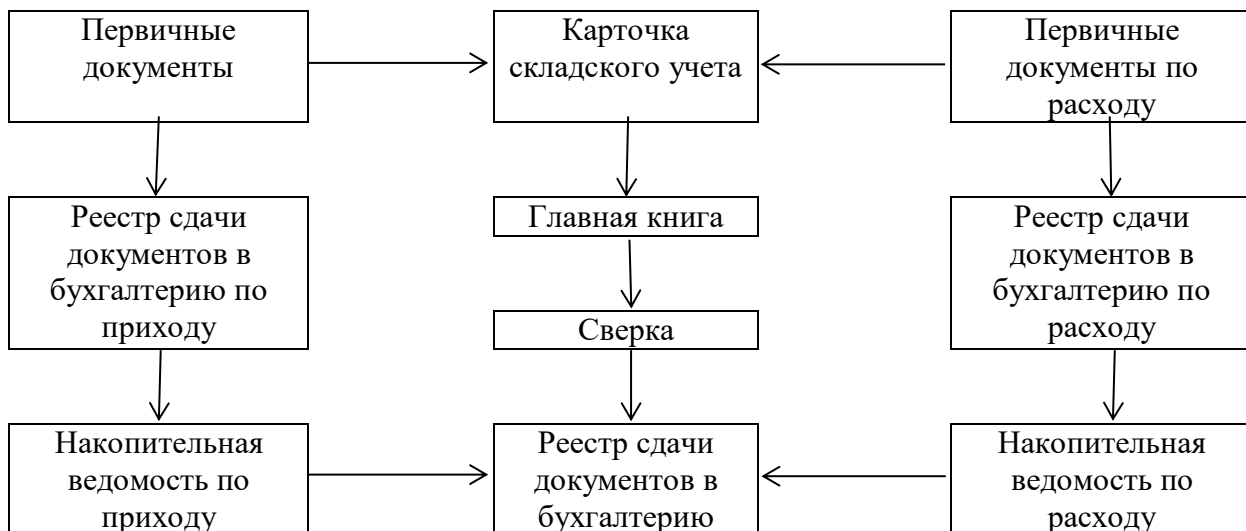 Первичные
документы
Карточка
складского учета
Первичные
документы по
расходу
Реестр сдачи
документов в
бухгалтерию по
приходу
Главная книга
Сверка
Реестр сдачи
документов в
бухгалтерию по
расходу
Накопительная
ведомость по
приходу
Реестр сдачи
документов в
бухгалтерию
Накопительная
ведомость по
расходу